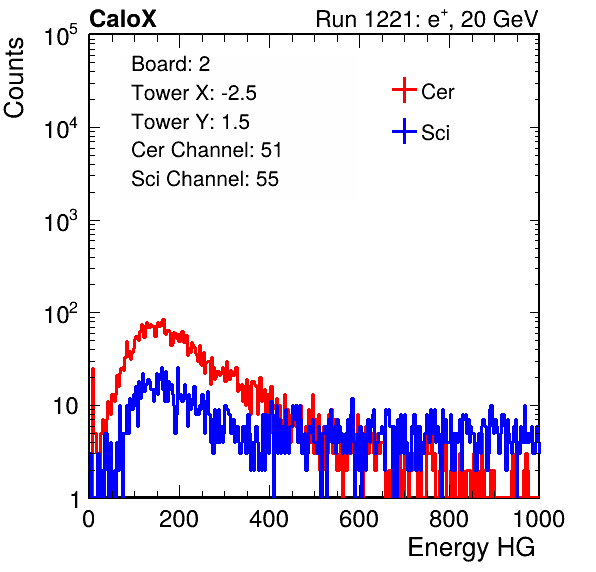 CaloX Run 1221: e⁺, 20 GeV
Board: 2
Tower X: -2.5
Tower Y: 1.5
Cer Channel: 51
Sci Channel: 55
Cer
Sci
Counts
10⁵
10⁴
10³
10²
10
1
0 200 400 600 800 1000
Energy HG